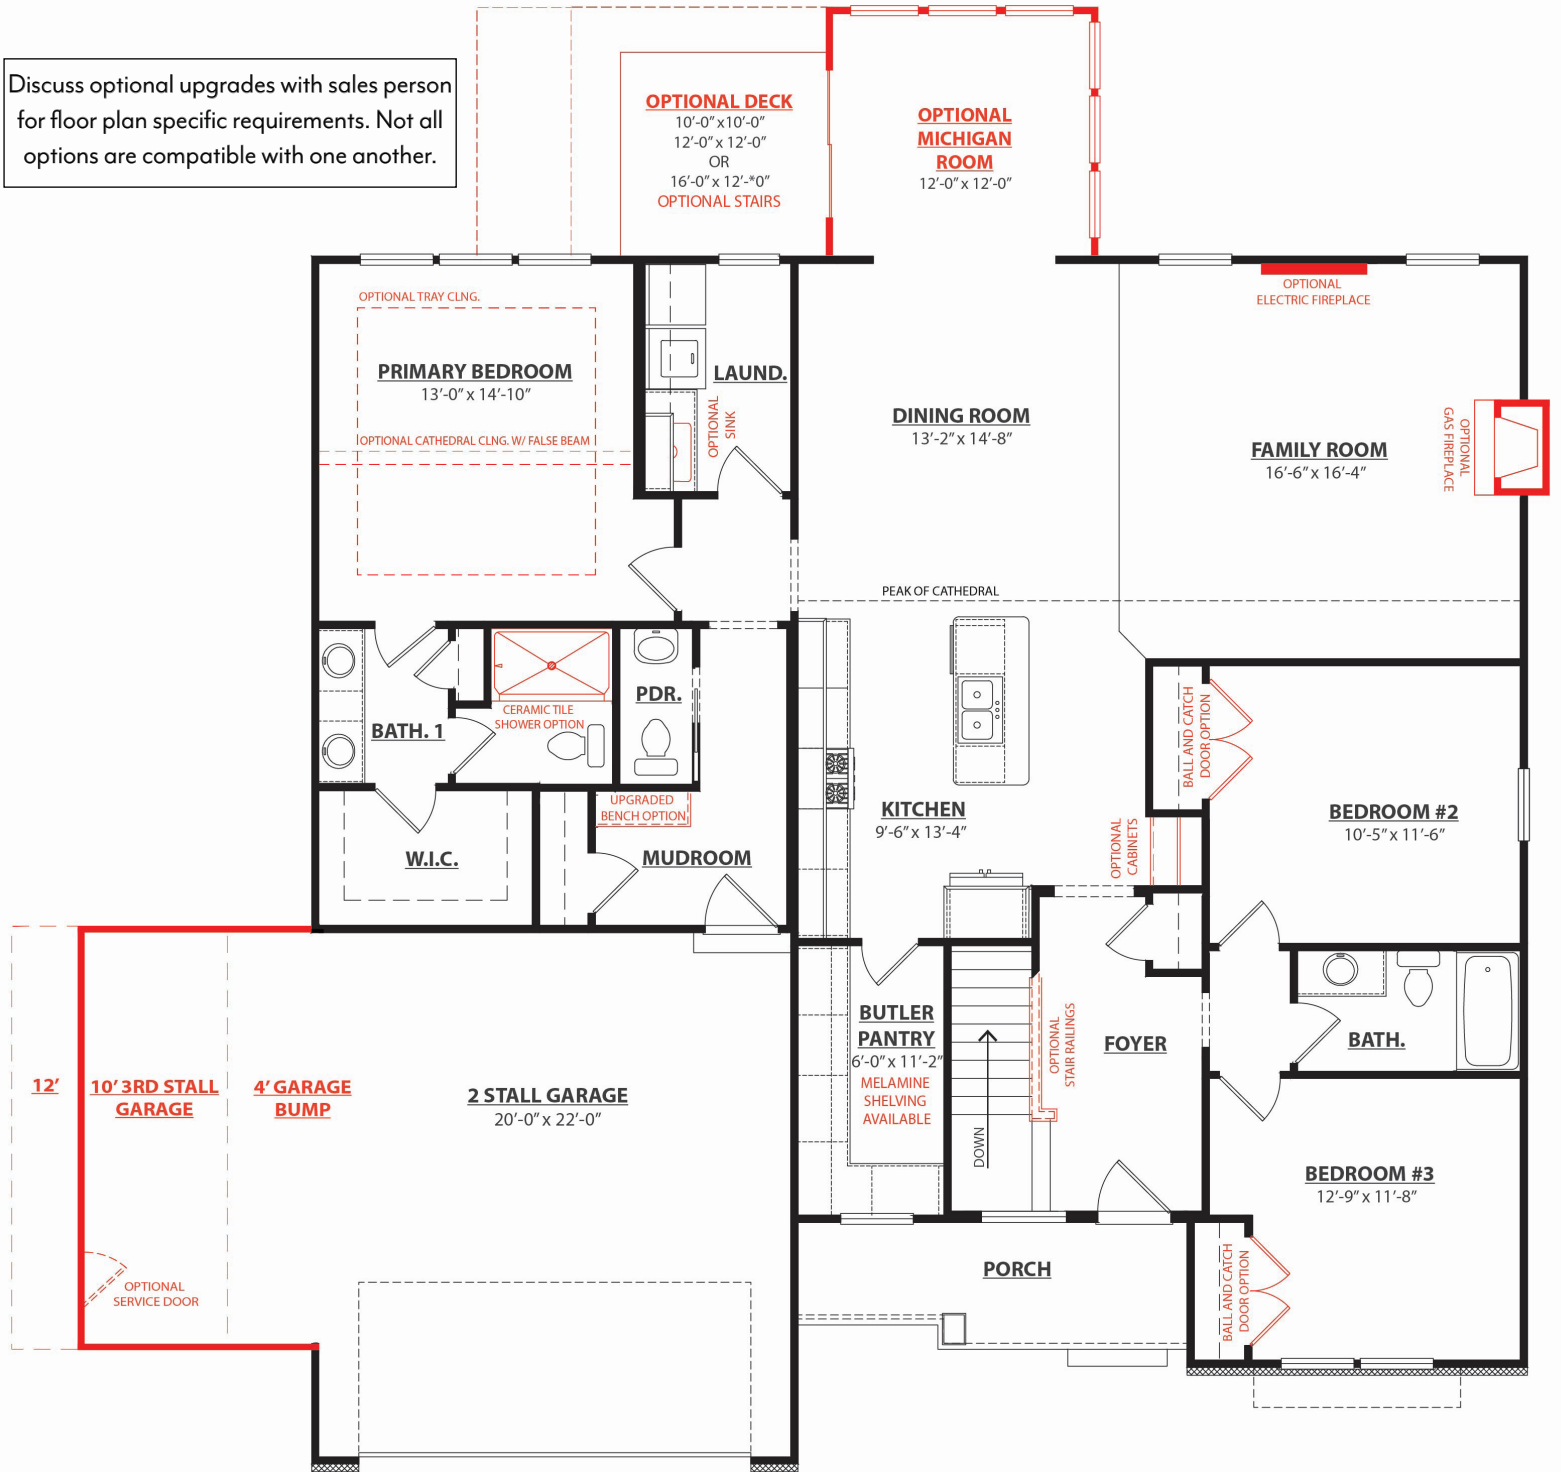 Discuss optional upgrades with sales person
for floor plan specific requirements. Not all
options are compatible with one another.
OPTIONAL DECK
10'-0" x10'-0"
12'-0" x 12'-0"
OR
16'-0" x 12'-*0"
OPTIONAL STAIRS
OPTIONAL
MICHIGAN
ROOM
12'-0" x 12'-0"
OPTIONAL TRAY CLNG.
PRIMARY BEDROOM
13'-0" x 14'-10"
OPTIONAL CATHEDRAL CLNG. W/ FALSE BEAM
LAUND.
OPTIONAL
SINK
DINING ROOM
13'-2" x 14'-8"
OPTIONAL
ELECTRIC FIREPLACE
FAMILY ROOM
16'-6" x 16'-4"
OPTIONAL
GAS FIREPLACE
PEAK OF CATHEDRAL
BATH. 1
CERAMIC TILE
SHOWER OPTION
PDR.
UPGRADED
BENCH OPTION
W.I.C.
MUDROOM
KITCHEN
9'-6" x 13'-4"
BALL AND CATCH
DOOR OPTION
OPTIONAL
CABINETS
BEDROOM #2
10'-5" x 11'-6"
12'
10' 3RD STALL
GARAGE
4' GARAGE
BUMP
2 STALL GARAGE
20'-0" x 22'-0"
OPTIONAL
SERVICE DOOR
BUTLER
PANTRY
6'-0" x 11'-2"
MELAMINE
SHELVING
AVAILABLE
DOWN
OPTIONAL
STAIR RAILINGS
FOYER
BATH.
BEDROOM #3
12'-9" x 11'-8"
BALL AND CATCH
DOOR OPTION
PORCH